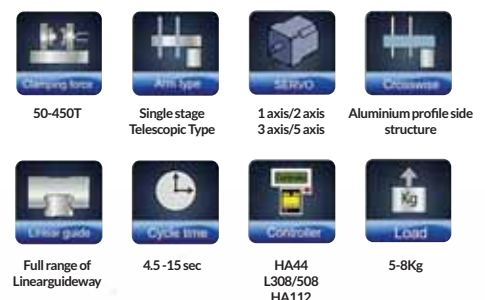 Clamping force
Arm type
SERVO
Crosswise
50-450T
Single stage
Telescopic Type
1 axis/2 axis
3 axis/5 axis
Aluminium profile side
structure
Linear guide
Cycle time
Controller
Kg
Load
Full range of
Linearguideway
4.5 -15 sec
HA44
L308/508
HA112
5-8Kg